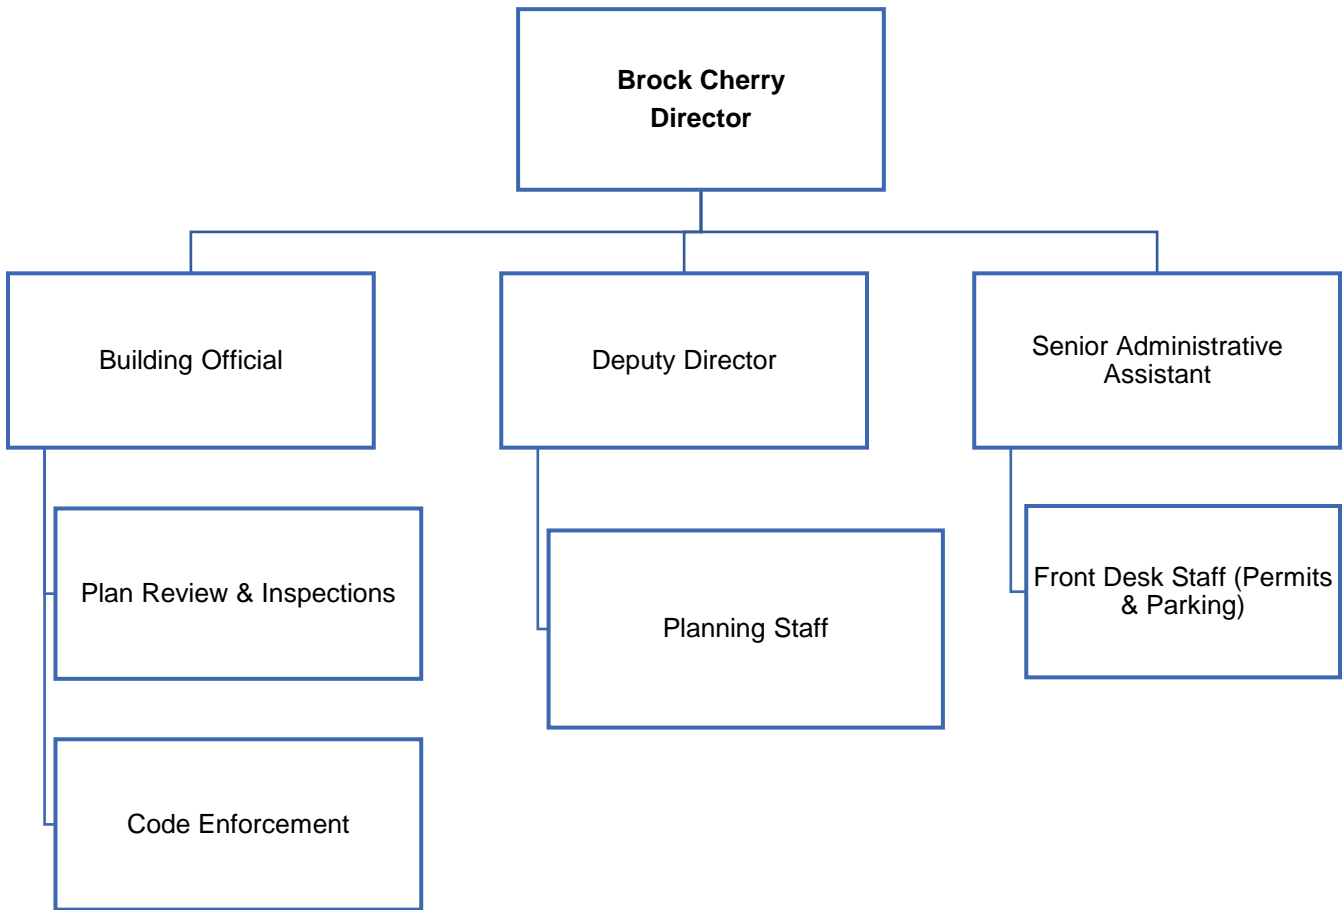 Brock Cherry
Director
Building Official
Deputy Director
Senior Administrative
Assistant
Plan Review & Inspections
Planning Staff
Front Desk Staff (Permits
& Parking)
Code Enforcement